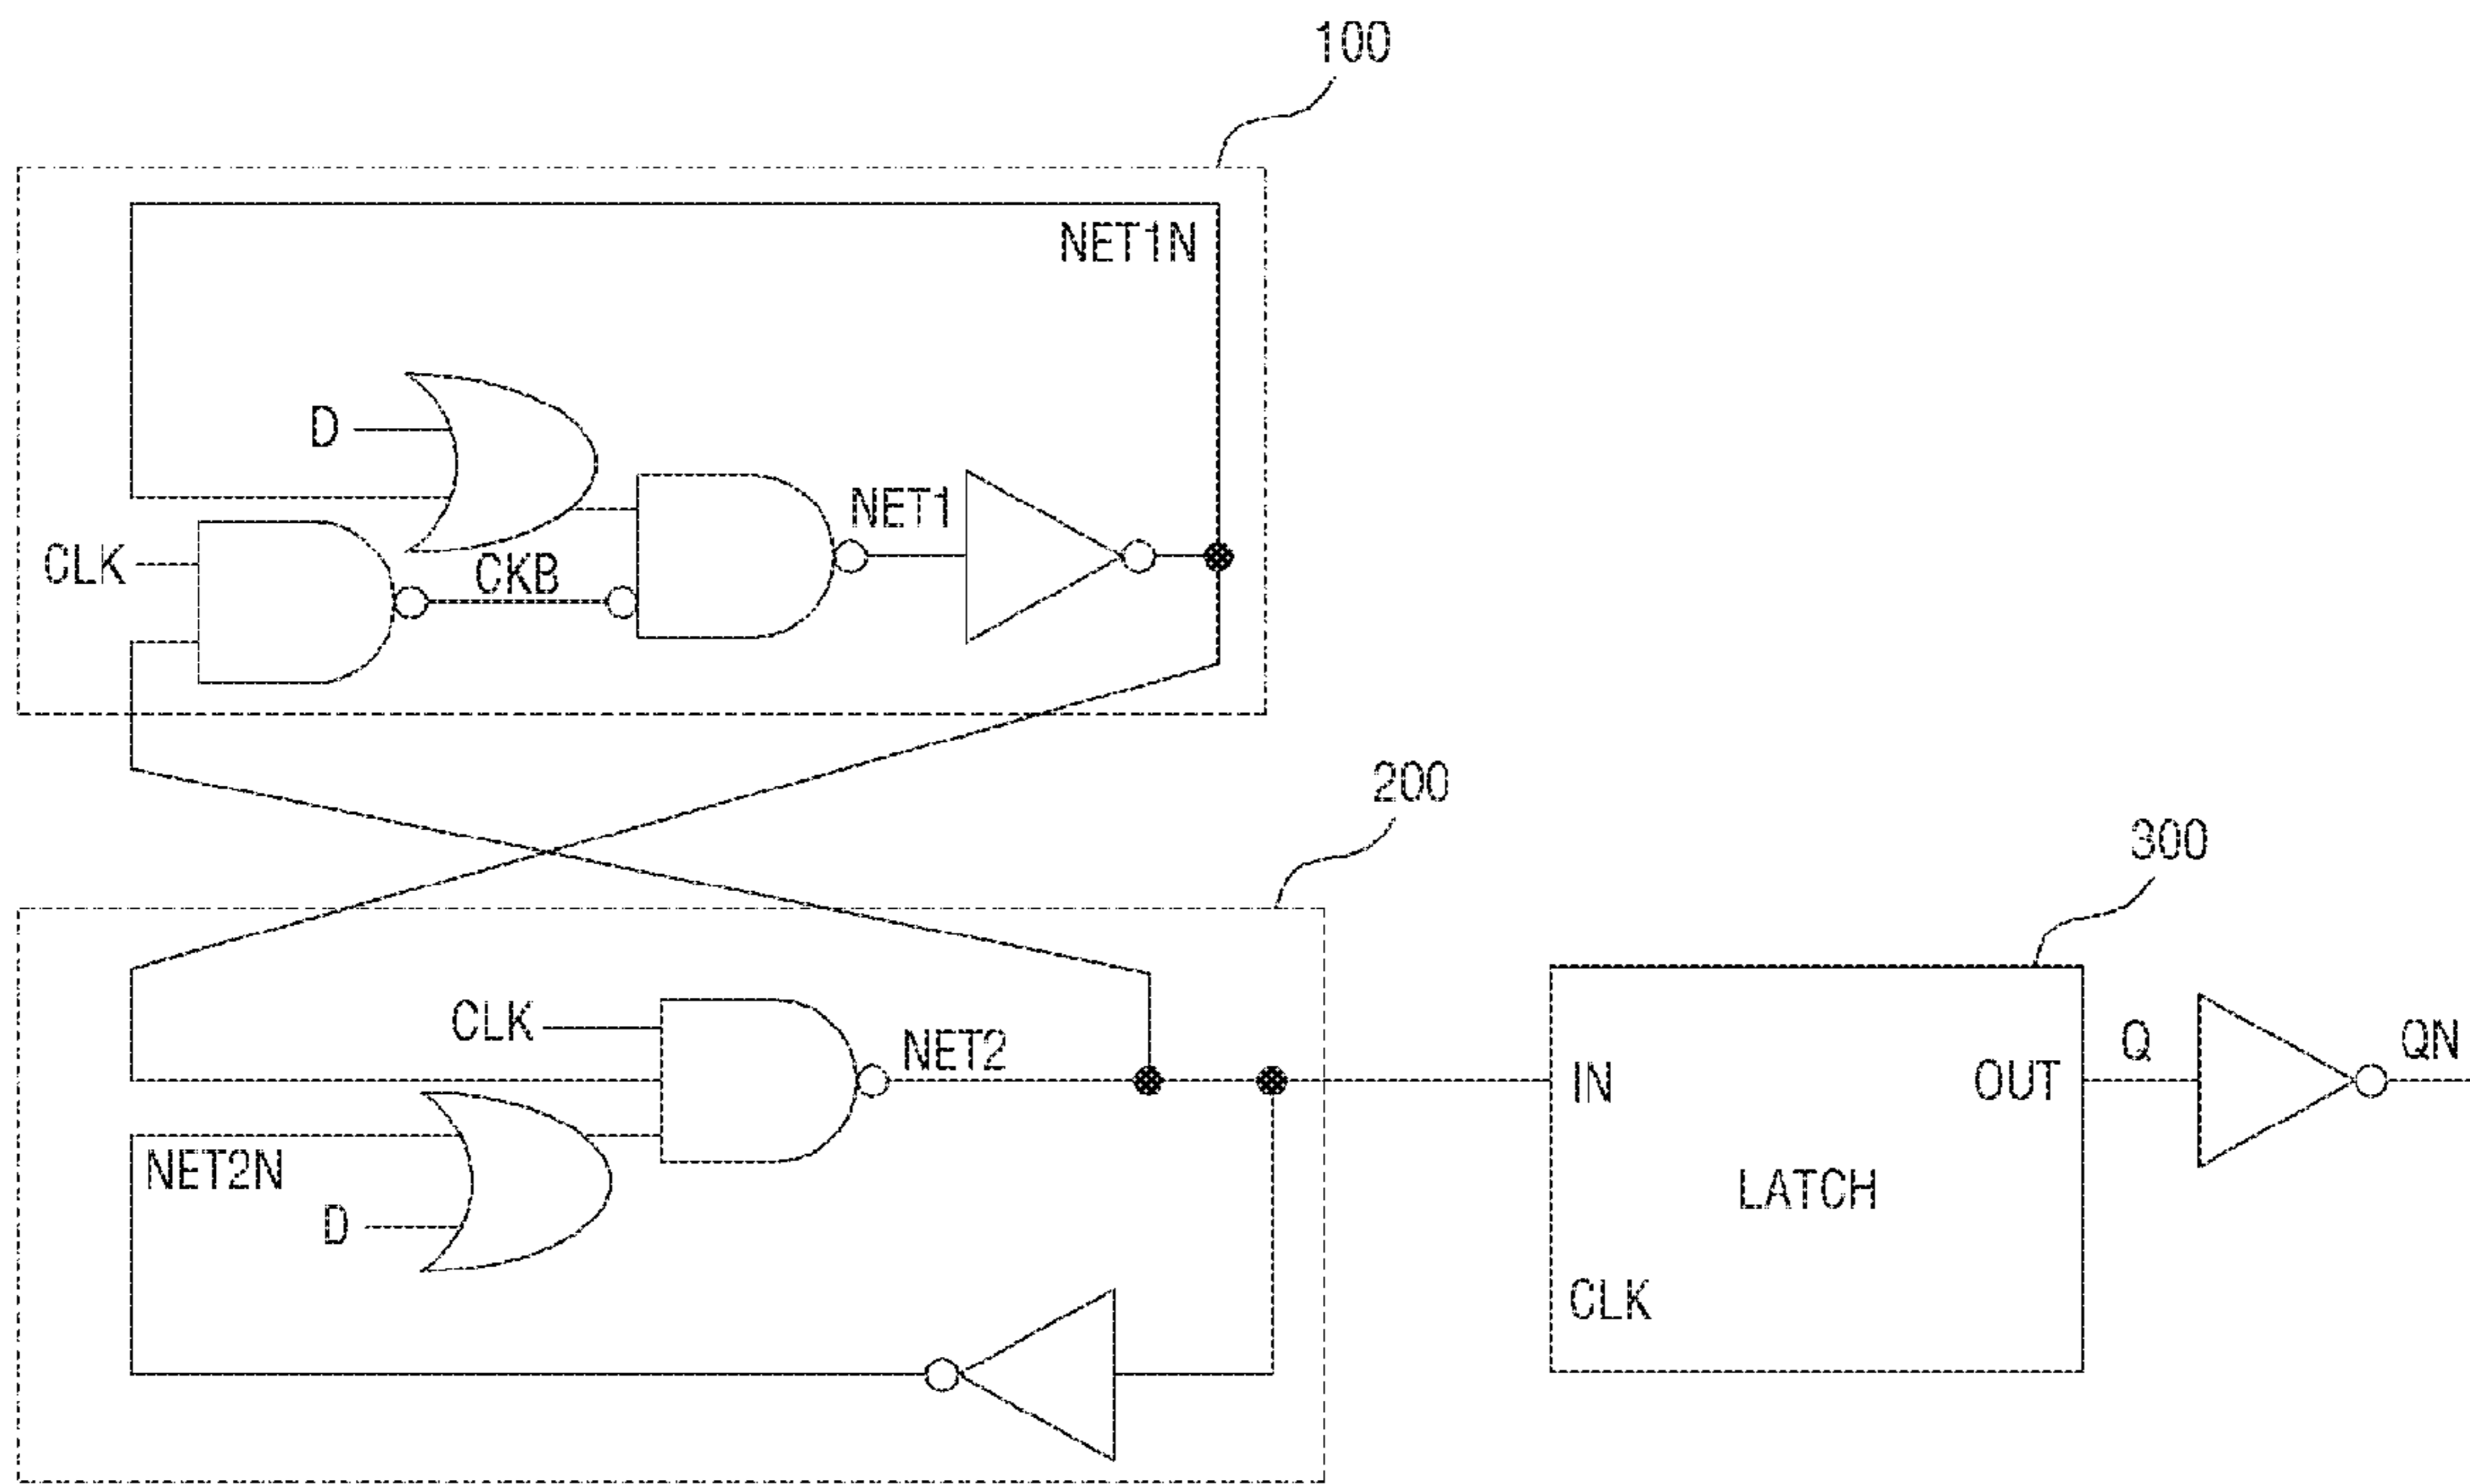 100
NET1N
D
NET1
CLK
CKB
200
300
CLK
NET2
Q
QN
IN
OUT
NET2N
LATCH
D
CLK